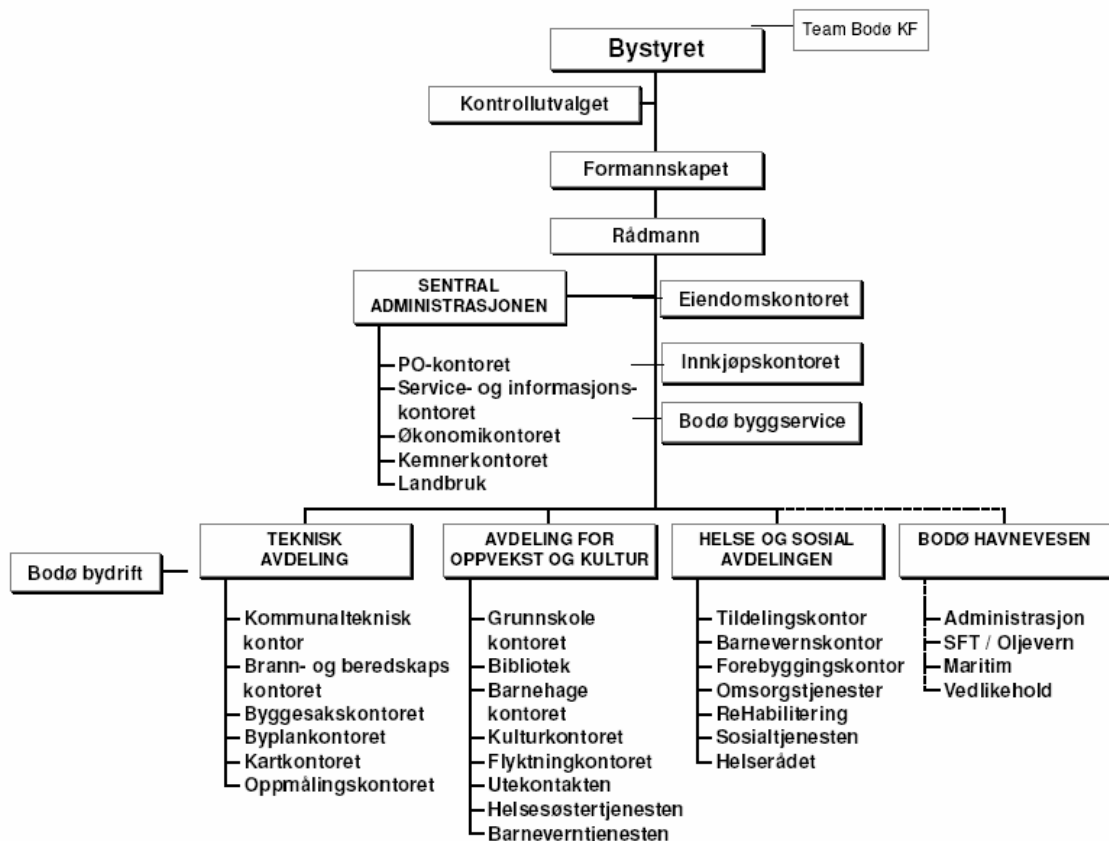 Team Bodø KF
Bystyret
Kontrollutvalget
Formannskapet
Rådmann
SENTRAL
ADMINISTRASJONEN
PO-kontoret
Service- og informasjons-
kontoret
Økonomikontoret
Kemnerkontoret
Landbruk
Eiendomskontoret
Innkjøpskontoret
Bodø byggservice
Bodø bydrift
TEKNISK
AVDELING
Kommunalteknisk
kontor
Brann- og beredskaps
kontoret
Byggesakskontoret
Byplankontoret
Kartkontoret
Oppmålingskontoret
AVDELING FOR
OPPVEKST OG KULTUR
Grunnskole
kontoret
Bibliotek
Barnehage
kontoret
Kulturkontoret
Flyktningkontoret
Utekontakten
Helsesøstertjenesten
Barneverntjenesten
HELSE OG SOSIAL
AVDELINGEN
Tildelingskontor
Barnevernskontor
Forebyggingskontor
Omsorgstjenester
ReHabilitering
Sosialtjenesten
Helserådet
BODØ HAVNEVESEN
Administrasjon
SFT / Oljevern
Maritim
Vedlikehold